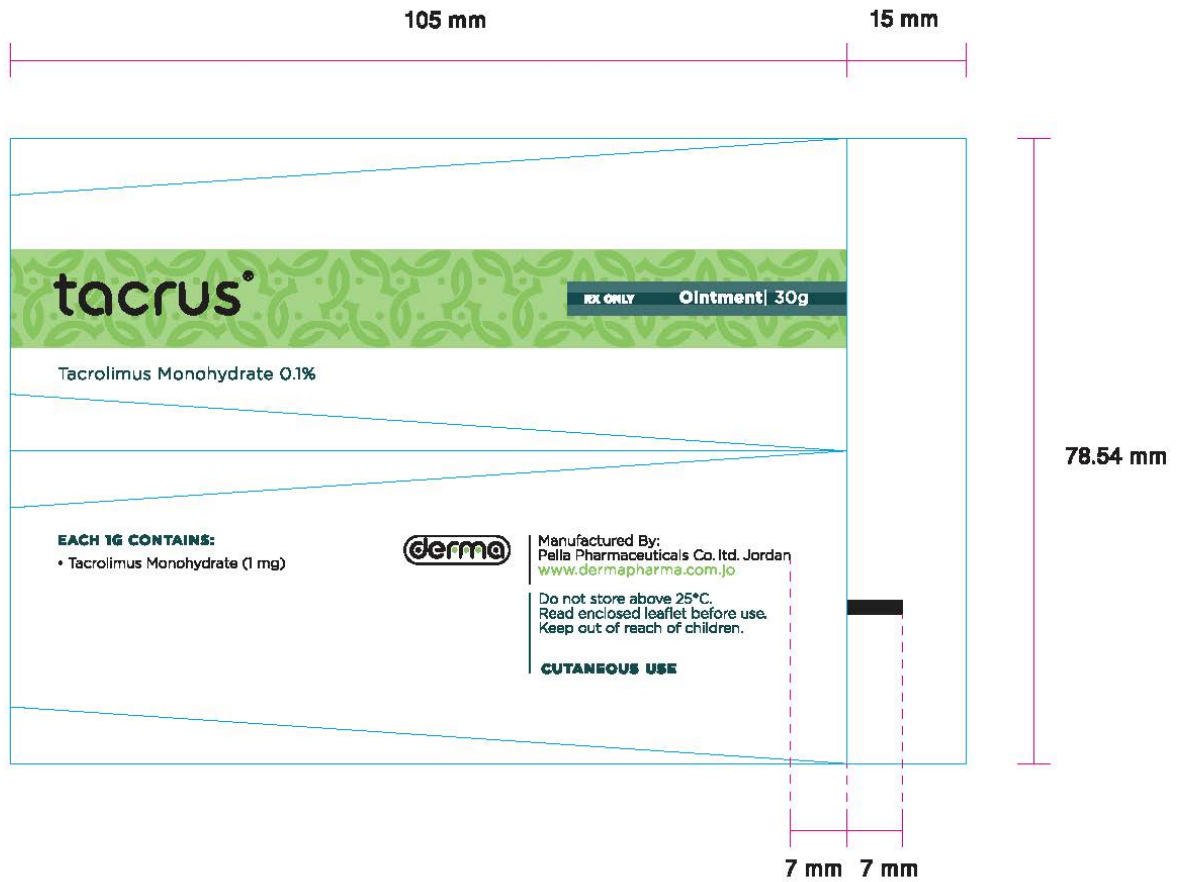 105 mm
15 mm
tacrus®
RX ONLY
Ointment| 30g
Tacrolimus Monohydrate 0.1%
78.54 mm
EACH 1G CONTAINS:
• Tacrolimus Monohydrate (1 mg)
derma
Manufactured By:
Pella Pharmaceuticals Co. ltd. Jordan
www.dermapharma.com.jo
Do not store above 25°C.
Read enclosed leaflet before use.
Keep out of reach of children.
CUTANEOUS USE
7 mm
7 mm